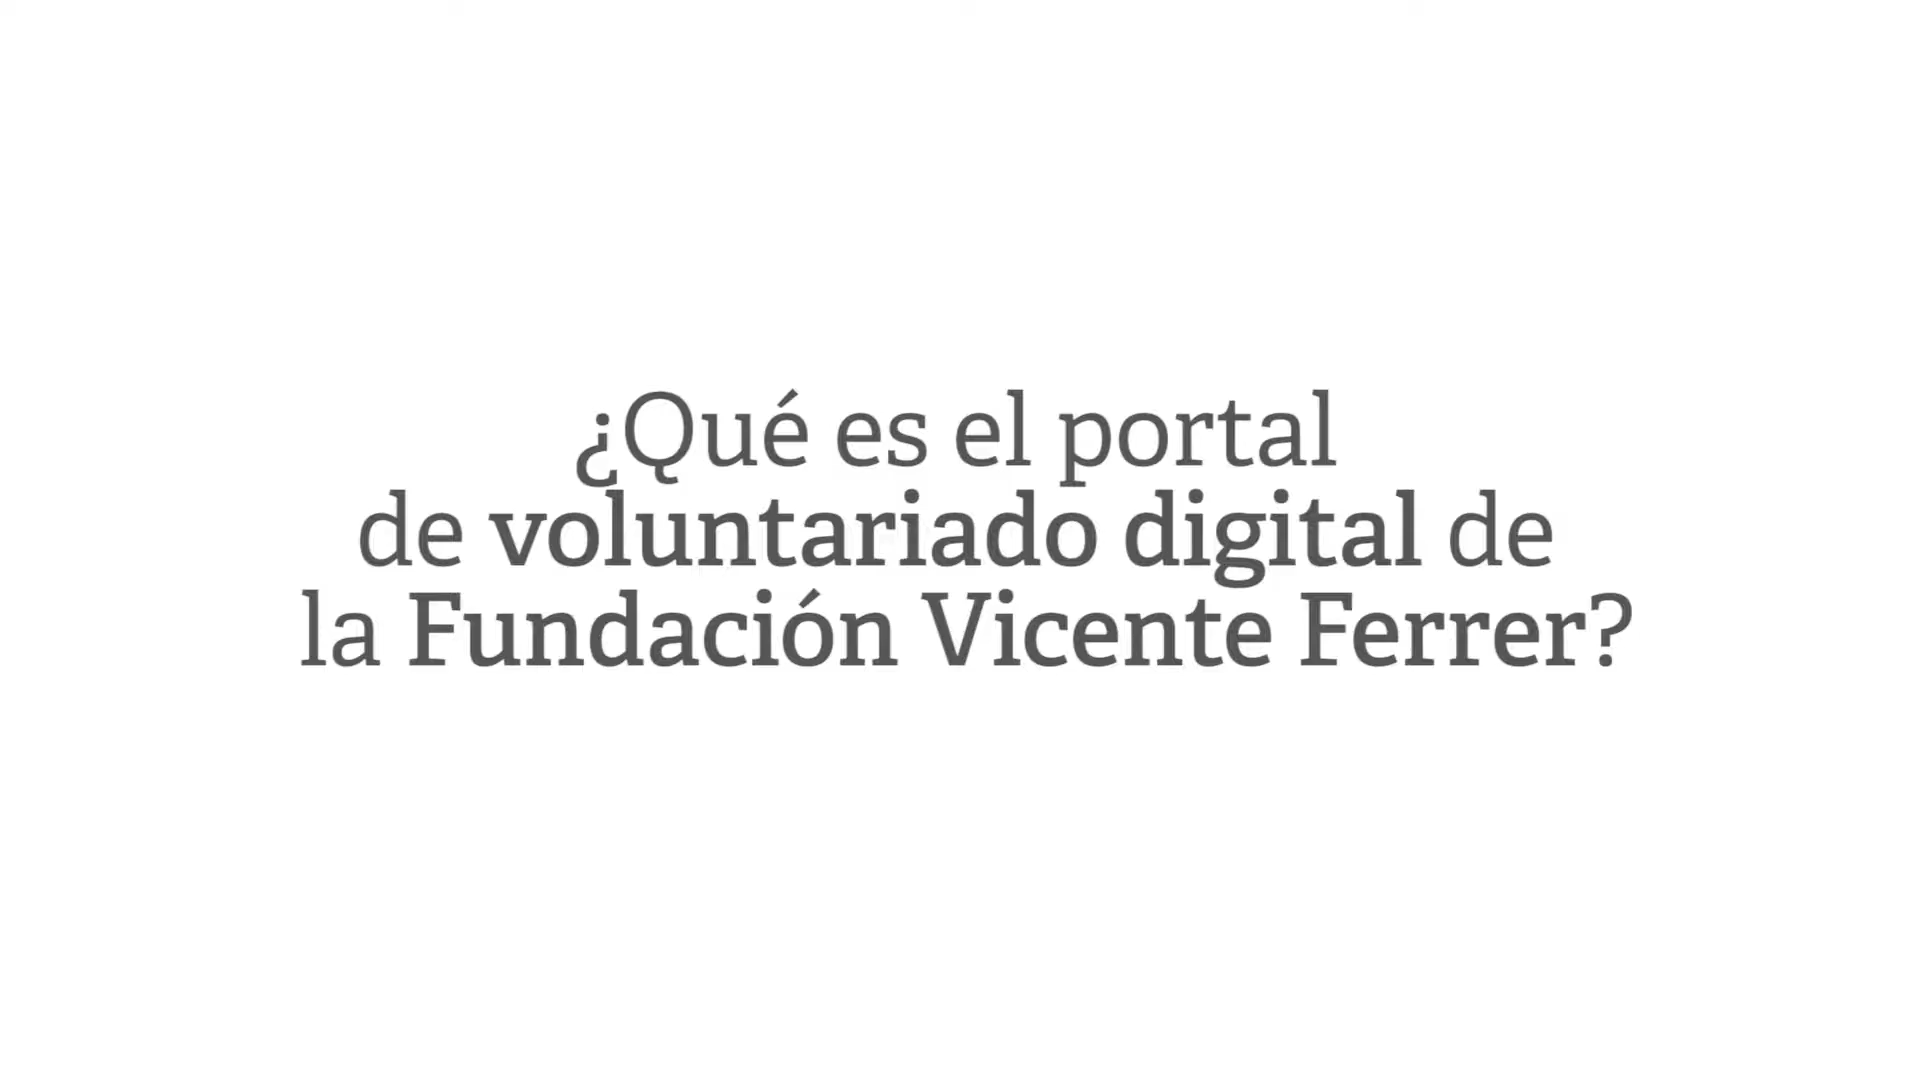 ¿Qué es el portal
de voluntariado digital de
la Fundación Vicente Ferrer?